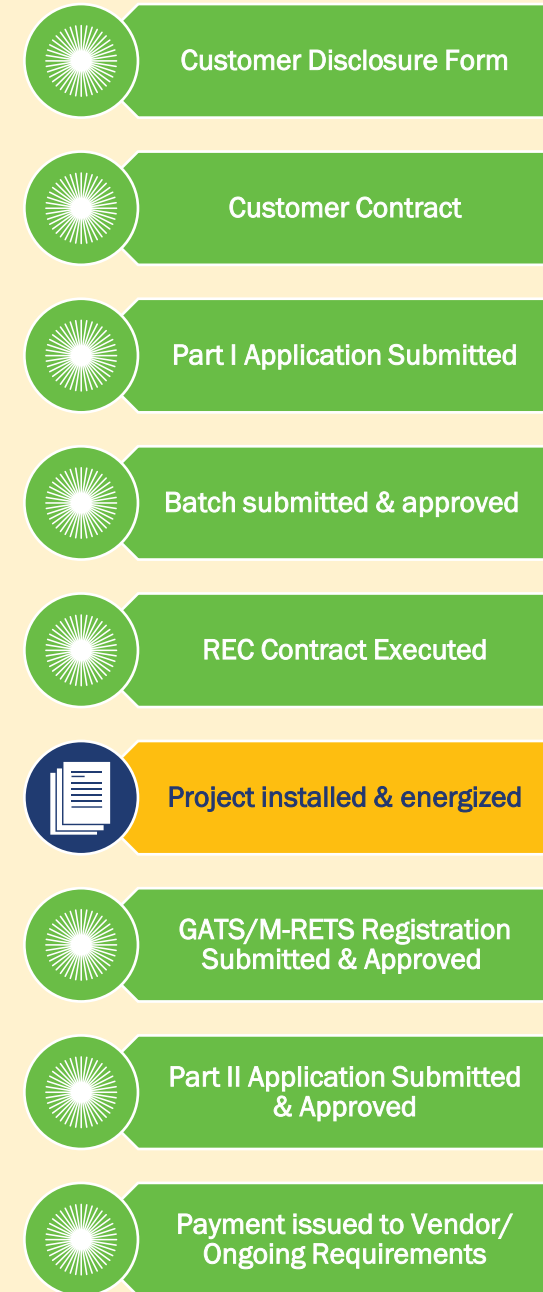 Customer Disclosure Form
Customer Contract
Part I Application Submitted
Batch submitted & approved
REC Contract Executed
Project installed & energized
GATS/M-RETS Registration
Submitted & Approved
Part II Application Submitted
& Approved
Payment issued to Vendor/
Ongoing Requirements